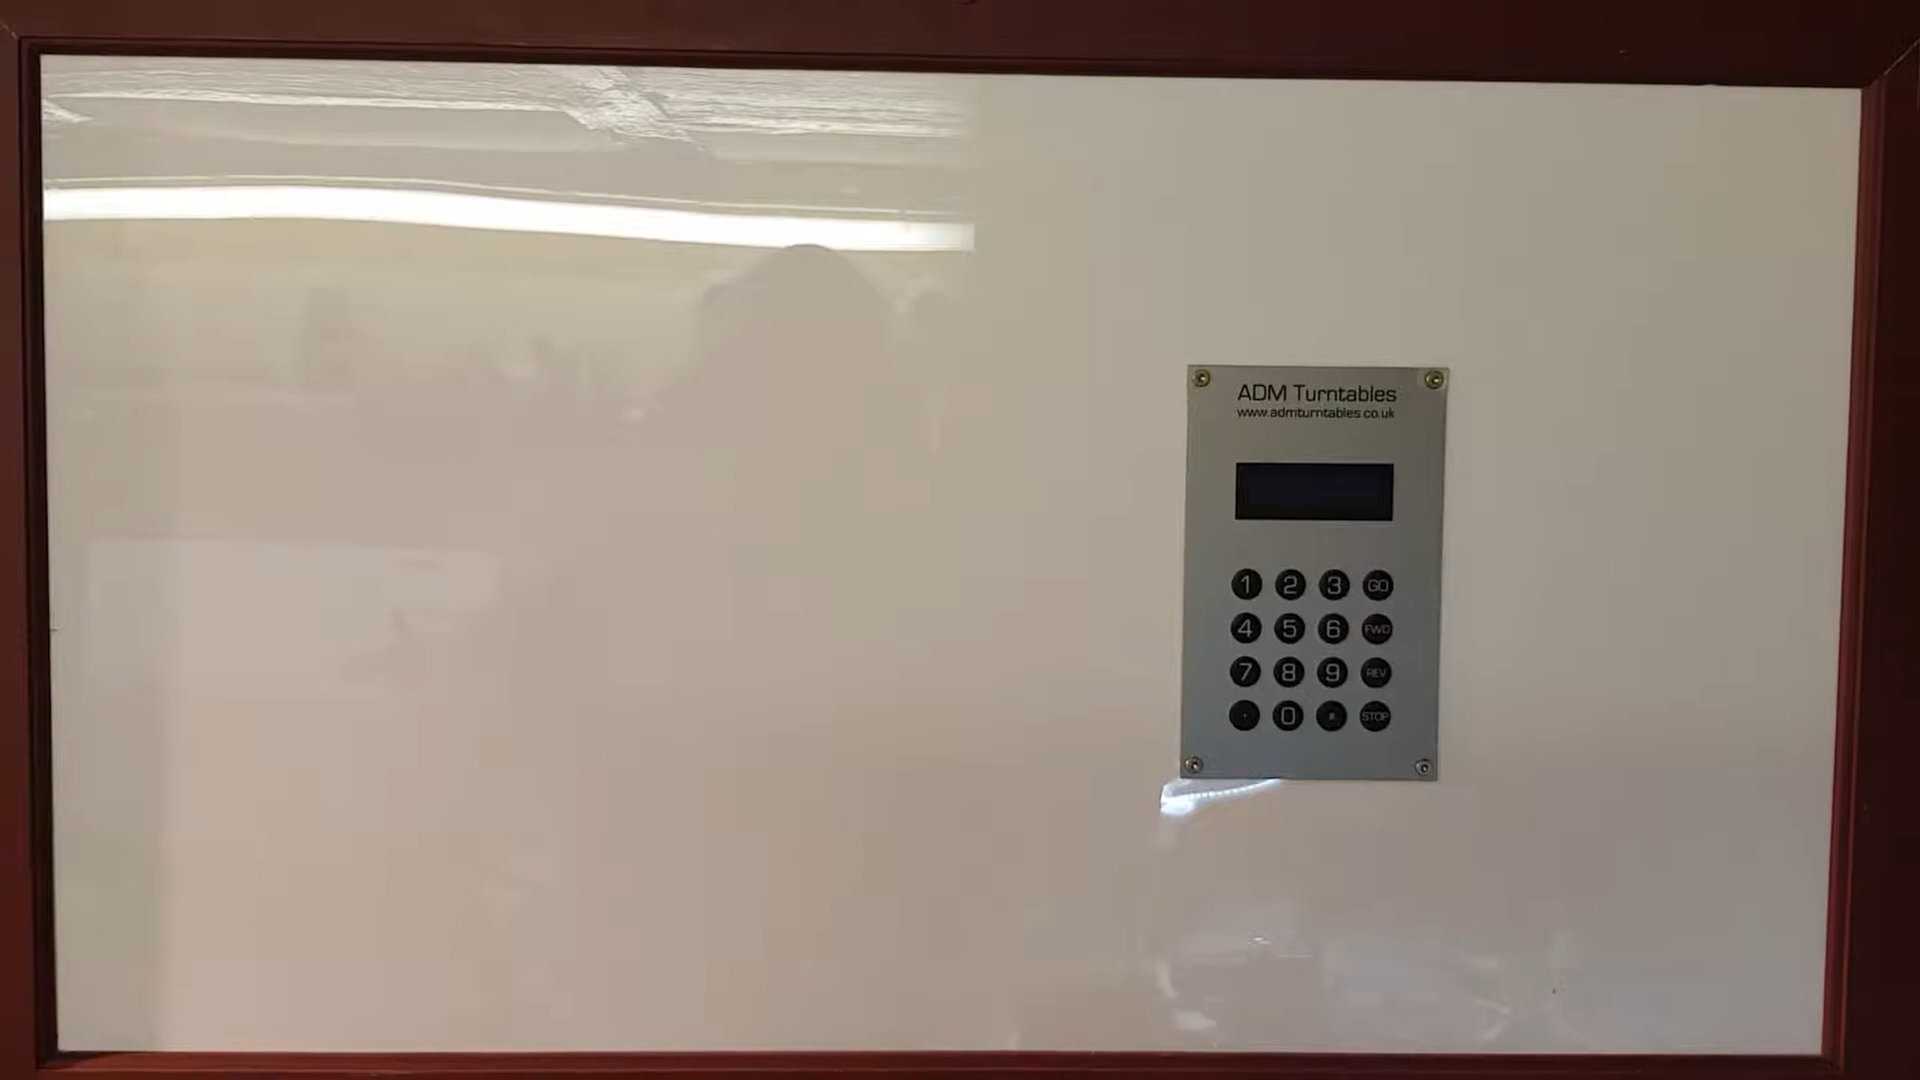 ADM Turntables
www.admturntables.co.uk
1 2 3 GO
4 5 6 FWD
7 8 9 REV
0 STOP